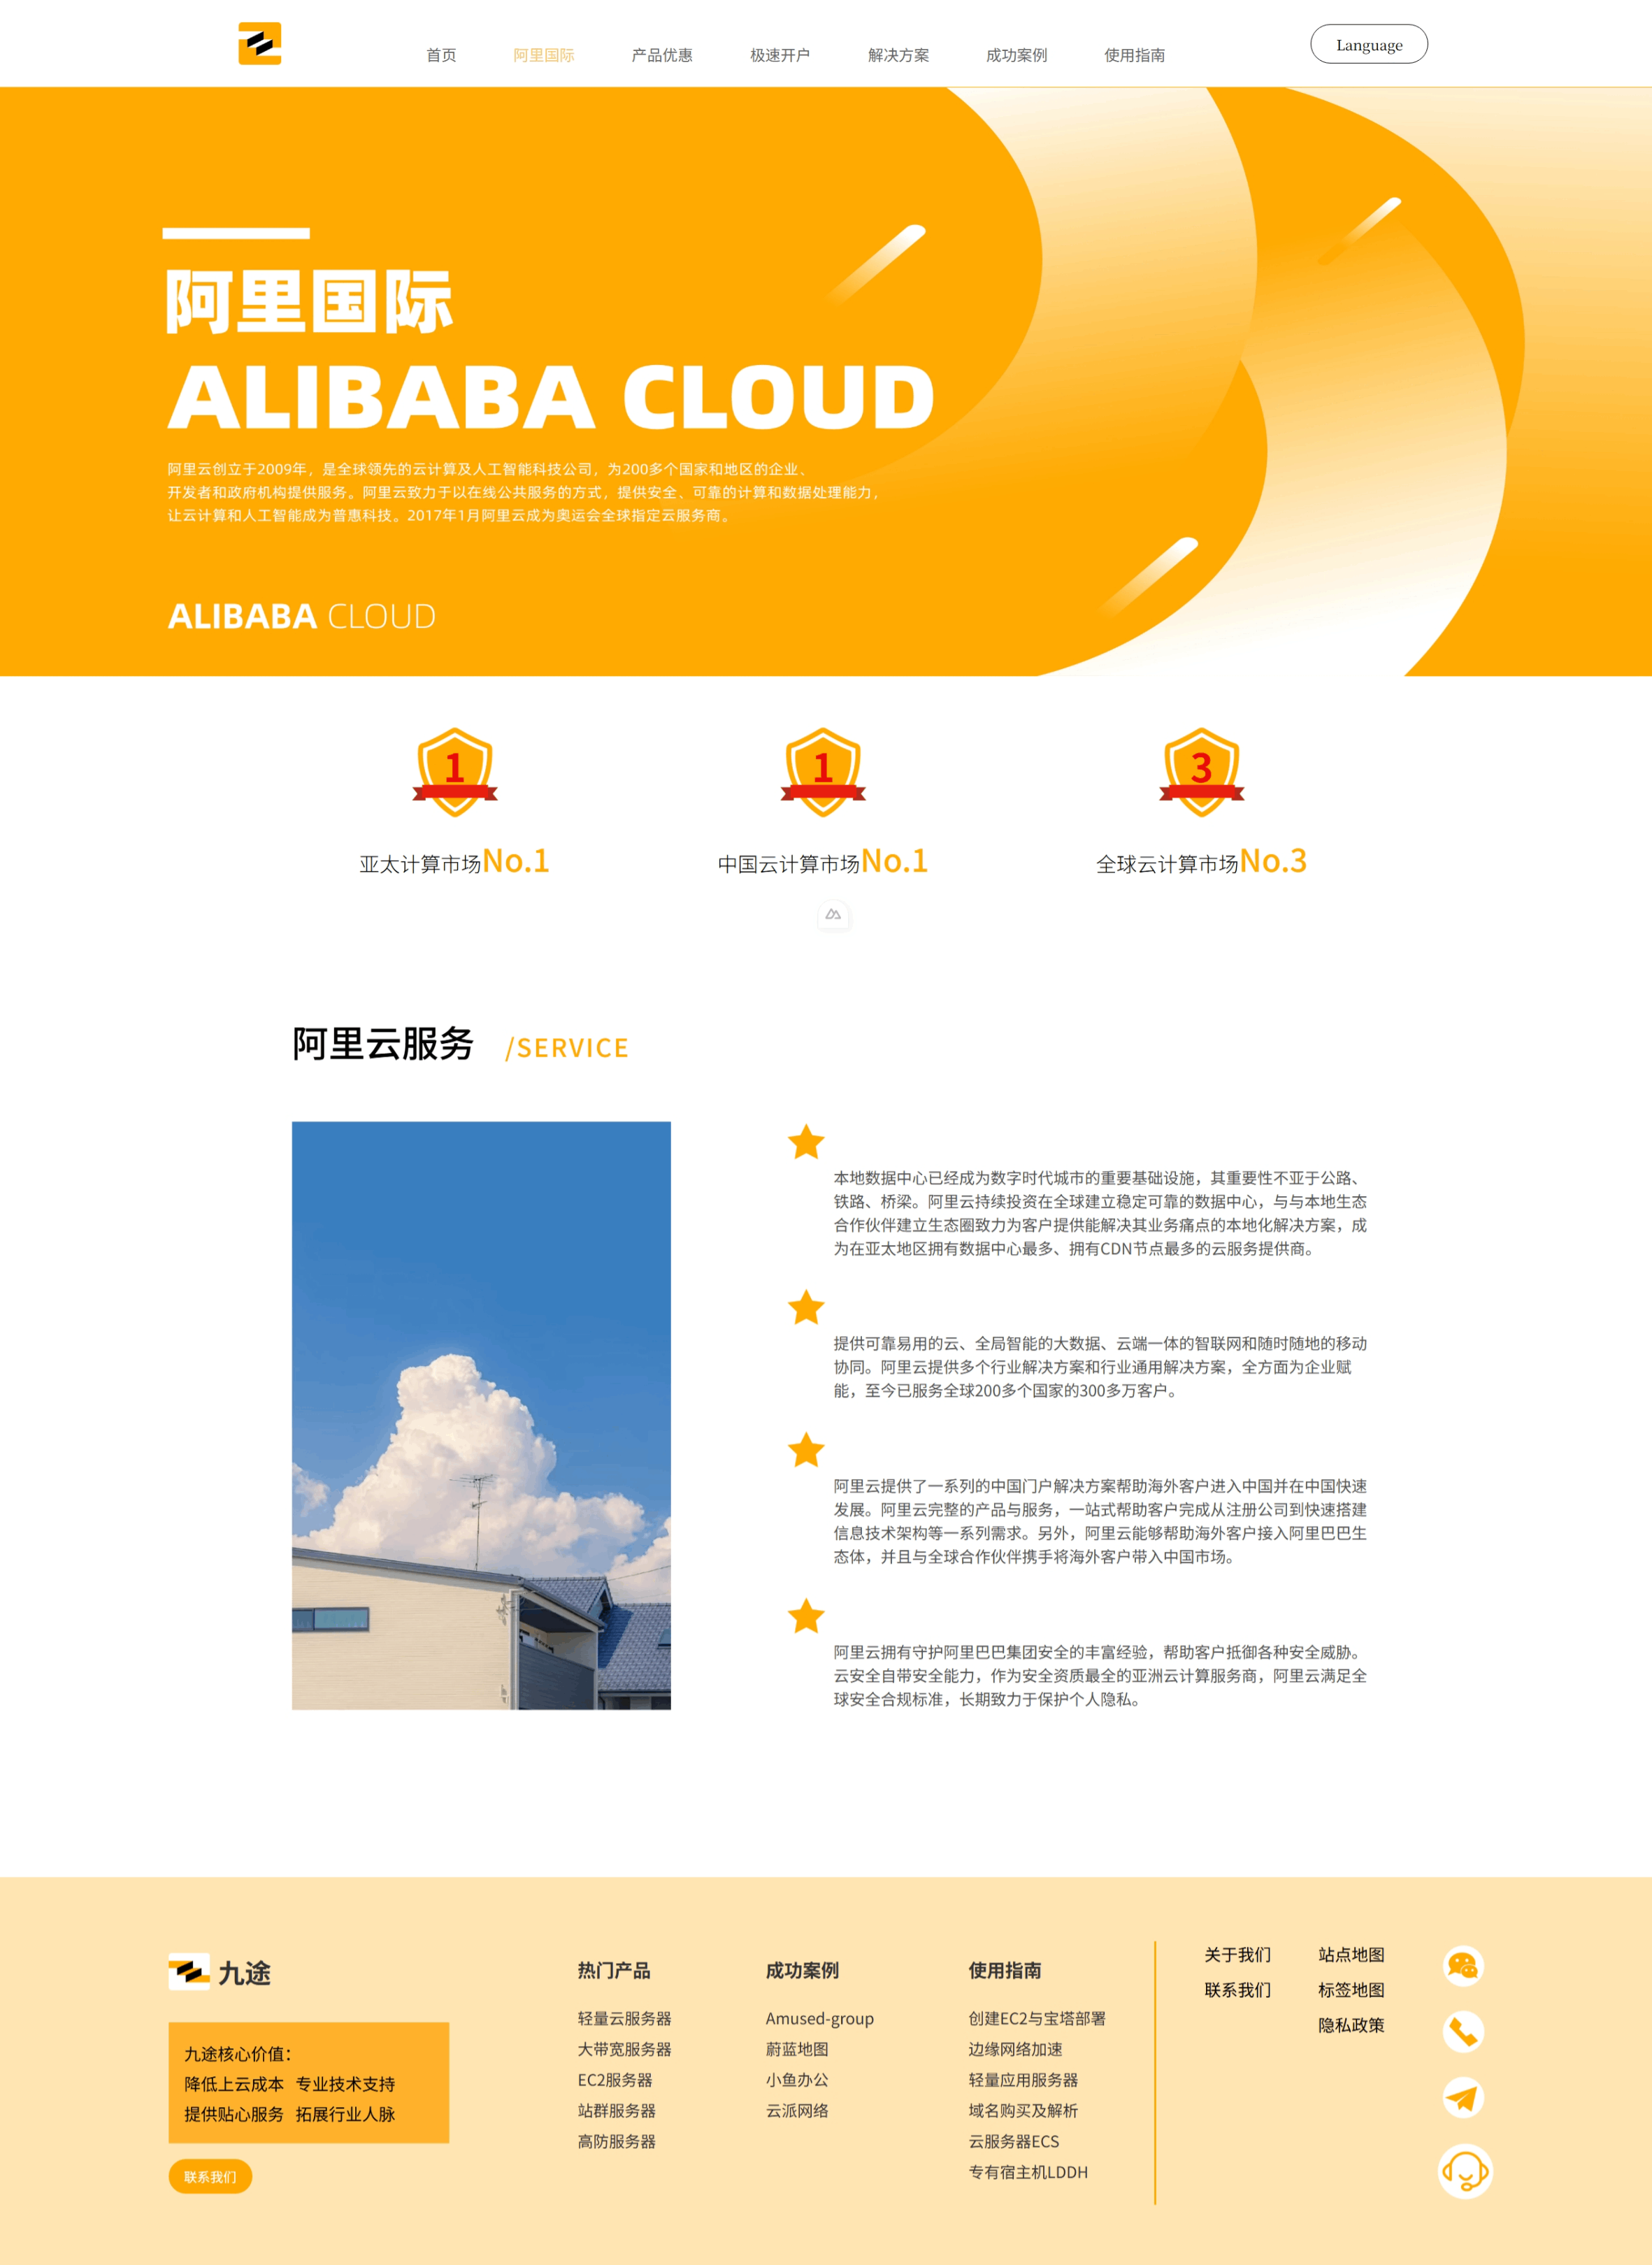 首页
阿里国际
产品优惠
极速开户
解决方案
成功案例
使用指南
Language
阿里国际
ALIBABA CLOUD
阿里云创立于2009年，是全球领先的云计算及人工智能科技公司，为200多个国家和地区的企业、
开发者和政府机构提供服务。阿里云致力于以在线公共服务的方式，提供安全、可靠的计算和数据处理能力，
让云计算和人工智能成为普惠科技。2017年1月阿里云成为奥运会全球指定云服务商。
ALIBABA CLOUD
1
1
3
亚太计算市场No.1
中国云计算市场No.1
全球云计算市场No.3
阿里云服务 /SERVICE
本地数据中心已经成为数字时代城市的重要基础设施，其重要性不亚于公路、
铁路、桥梁。阿里云持续投资在全球建立稳定可靠的数据中心，与与本地生态
合作伙伴建立生态圈致力为客户提供能解决其业务痛点的本地化解决方案，成
为在亚太地区拥有数据中心最多、拥有CDN节点最多的云服务提供商。
提供可靠易用的云、全局智能的大数据、云端一体的智联网和随时随地的移动
协同。阿里云提供多个行业解决方案和行业通用解决方案，全方面为企业赋
能，至今已服务全球200多个国家的300多万客户。
阿里云提供了一系列的中国门户解决方案帮助海外客户进入中国并在中国快速
发展。阿里云完整的产品与服务，一站式帮助客户完成从注册公司到快速搭建
信息技术架构等一系列需求。另外，阿里云能够帮助海外客户接入阿里巴巴生
态体，并且与全球合作伙伴携手将海外客户带入中国市场。
阿里云拥有守护阿里巴巴集团安全的丰富经验，帮助客户抵御各种安全威胁。
云安全自带安全能力，作为安全资质最全的亚洲云计算服务商，阿里云满足全
球安全合规标准，长期致力于保护个人隐私。
九途
九途核心价值：
降低上云成本 专业技术支持
提供贴心服务 拓展行业人脉
联系我们
热门产品
轻量云服务器
大带宽服务器
EC2服务器
站群服务器
高防服务器
成功案例
Amused-group
蔚蓝地图
小鱼办公
云派网络
使用指南
创建EC2与宝塔部署
边缘网络加速
轻量应用服务器
域名购买及解析
云服务器ECS
专有宿主机LDDH
关于我们
联系我们
站点地图
标签地图
隐私政策